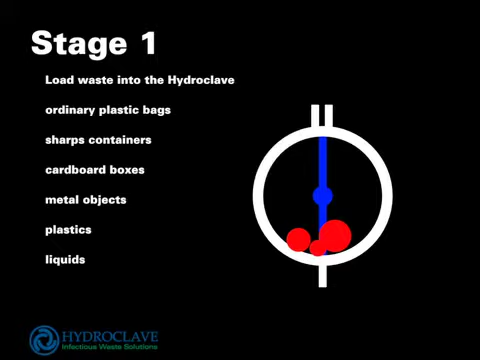 Stage 1
Load waste into the Hydroclave
ordinary plastic bags
sharps containers
cardboard boxes
metal objects
plastics
liquids
HYDROCLAVE
Infectious Waste Solutions